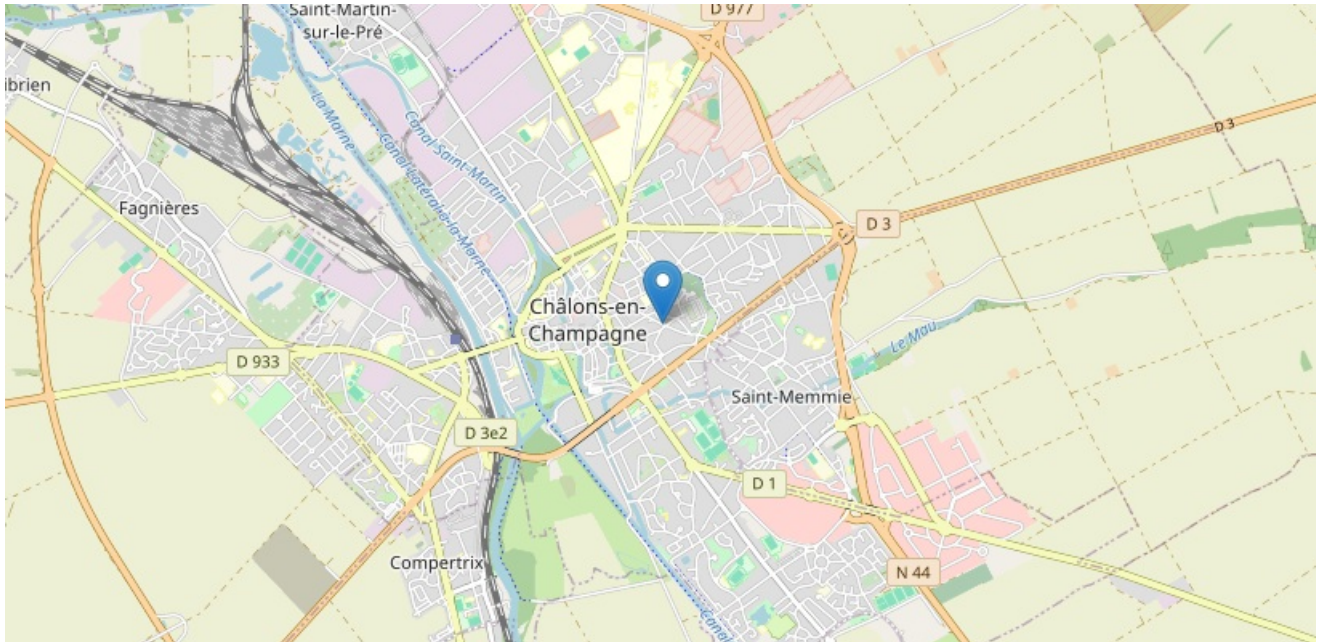 D 977
Saint-Martin-
sur-le-Pré
ibrien
La Marne
Canal Saint-Martin
Canal Latéral à la Marne
D 3
Fagnières
D 3
Châlons-en-
Champagne
Le Mau
D 933
Saint-Memmie
D 3e2
D 1
Compertrix
N 44
Canal